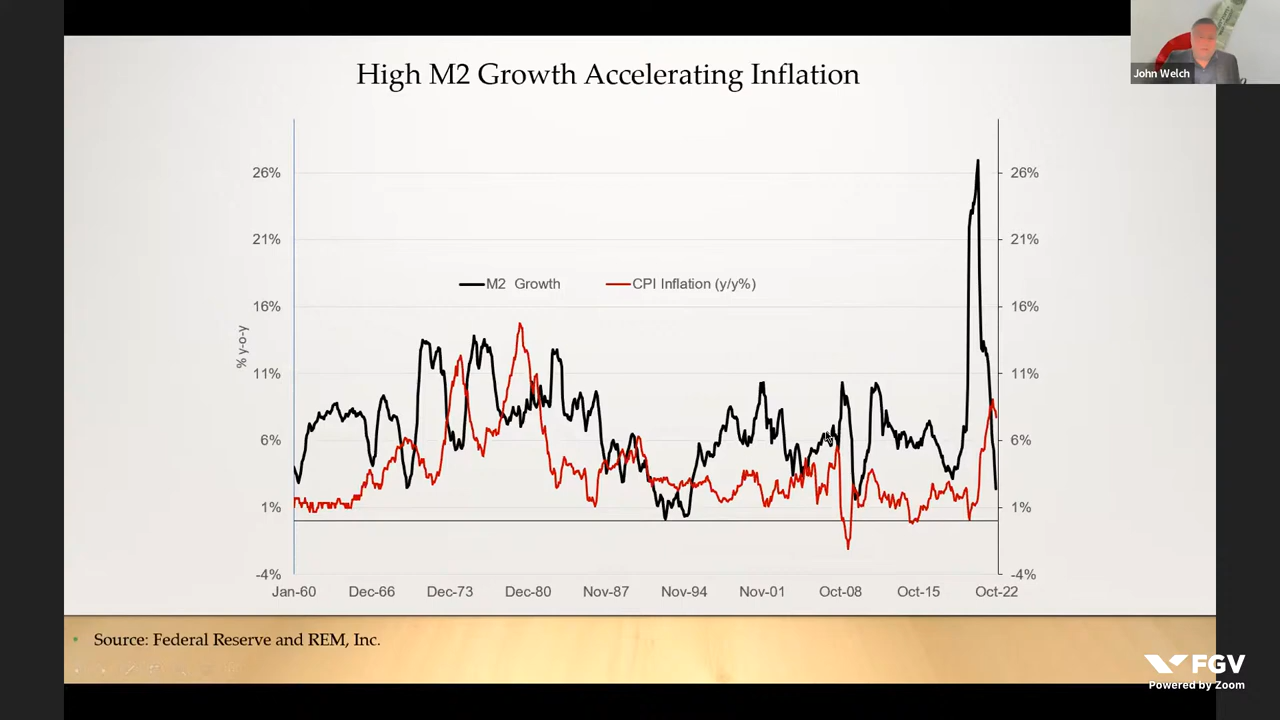 John Welch
High M2 Growth Accelerating Inflation
26%
26%
21%
21%
M2 Growth
CPI Inflation (y/y%)
16%
16%
% y-o-y
11%
11%
6%
6%
1%
1%
-4%
-4%
Jan-60 Dec-66 Dec-73 Dec-80 Nov-87 Nov-94 Nov-01 Oct-08 Oct-15 Oct-22
• Source: Federal Reserve and REM, Inc.
FGV
Powered by Zoom